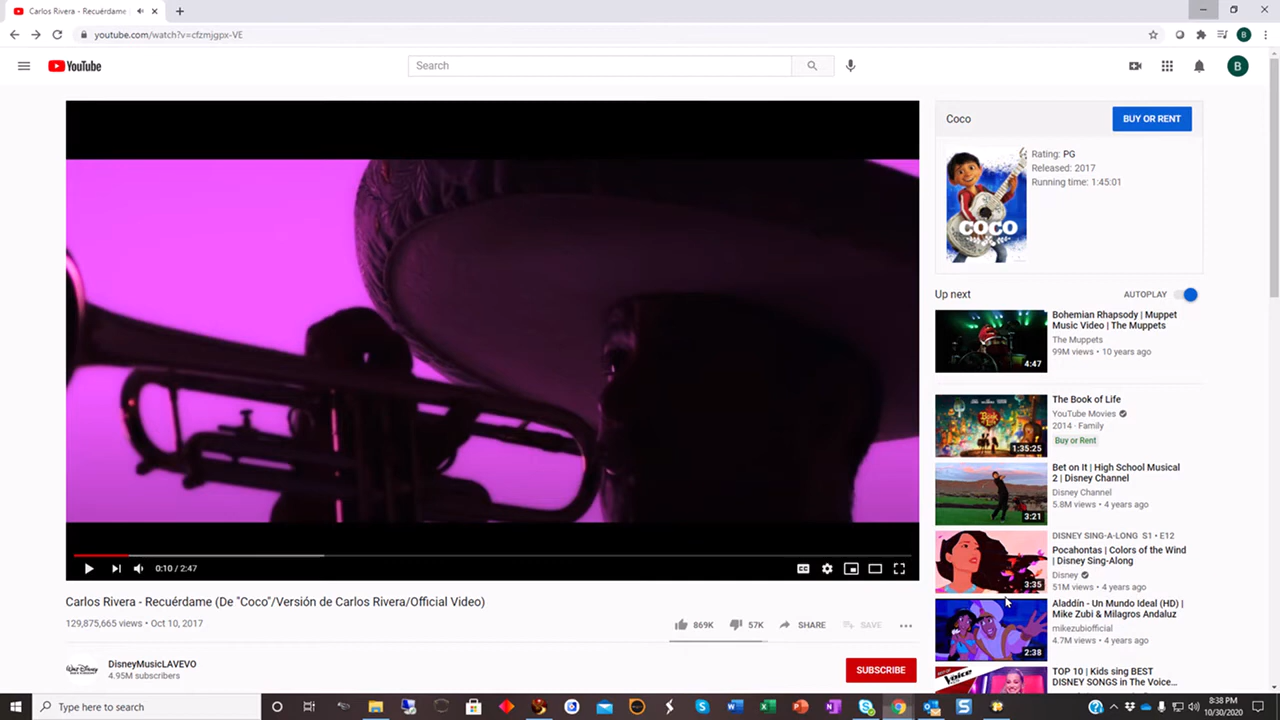 Carlos Rivera - Recuérdame
youtube.com/watch?v=cfzmjgpx-VE
B
YouTube
Search
B
Coco
BUY OR RENT
Rating: PG
Released: 2017
Running time: 1:45:01
COCO
Up next
AUTOPLAY
Bohemian Rhapsody | Muppet
Music Video | The Muppets
The Muppets
99M views • 10 years ago
4:47
The Book of Life
YouTube Movies
2014 · Family
Buy or Rent
1:35:25
Bet on It | High School Musical
2 | Disney Channel
Disney Channel
5.8M views • 4 years ago
3:21
DISNEY SING-A-LONG S1 • E12
Pocahontas | Colors of the Wind
| Disney Sing-Along
Disney
51M views • 4 years ago
3:35
Aladdín - Un Mundo Ideal (HD) |
Mike Zubi & Milagros Andaluz
mikezubiofficial
4.7M views • 4 years ago
2:38
TOP 10 | Kids sing BEST
DISNEY SONGS in The Voice...
Voice
0:10 / 2:47
Carlos Rivera - Recuérdame (De "Coco"/Versión de Carlos Rivera/Official Video)
129,875,665 views • Oct 10, 2017
869K
57K
SHARE
SAVE
DisneyMusicLAVEVO
4.95M subscribers
SUBSCRIBE
Type here to search
8:38 PM
10/30/2020